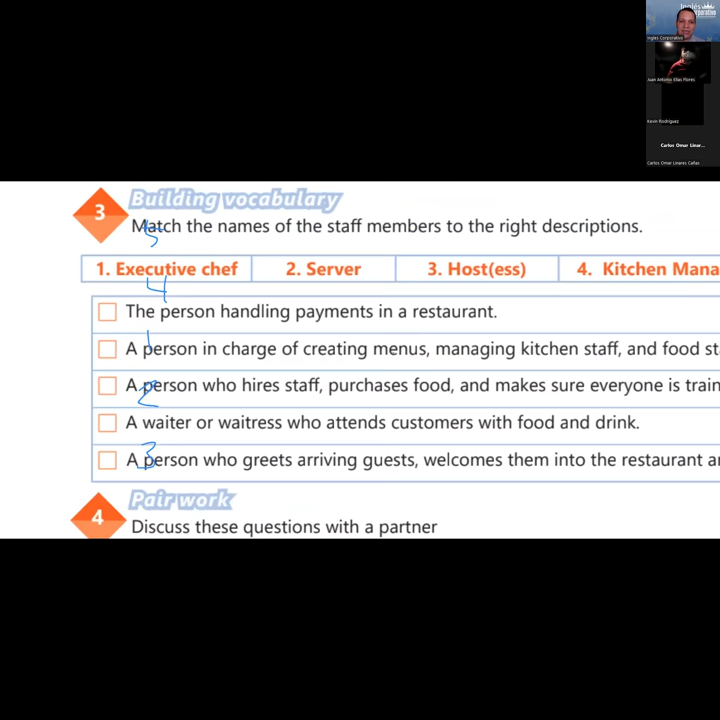 Inglés
Corporativo
Inglés Corporativo
Juan Antonio Elías Flores
Kevin Rodriguez
Carlos Omar Linar...
Carlos Omar Linares Cañas
3
Building vocabulary
Match the names of the staff members to the right descriptions.
5
1. Executive chef 2. Server 3. Host(ess) 4. Kitchen Mana
4
The person handling payments in a restaurant.
1
A person in charge of creating menus, managing kitchen staff, and food st
2
A person who hires staff, purchases food, and makes sure everyone is train
A waiter or waitress who attends customers with food and drink.
3
A person who greets arriving guests, welcomes them into the restaurant a
4
Pair work
Discuss these questions with a partner